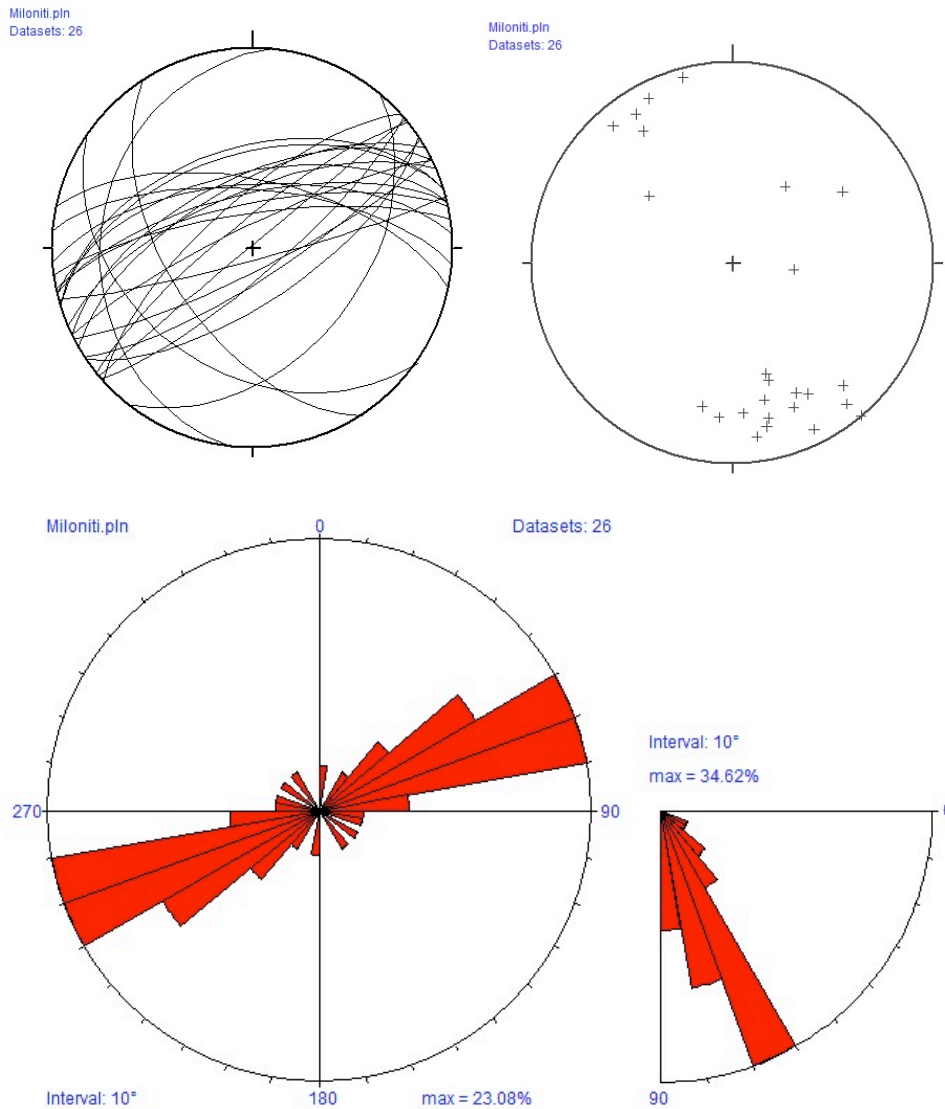 Miloniti.pln
Datasets: 26
Miloniti.pln
Datasets: 26
Miloniti.pln
Datasets: 26
0
270
90
Interval: 10°
max = 34.62%
0
90
Interval: 10°
180
max = 23.08%